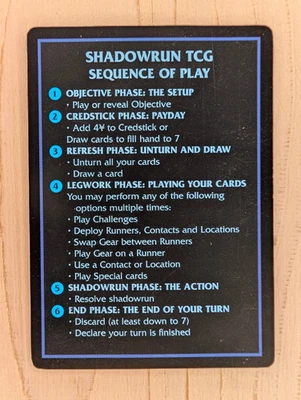 SHADOWRUN TCG
SEQUENCE OF PLAY
1 OBJECTIVE PHASE: THE SETUP
• Play or reveal Objective
2 CREDSTICK PHASE: PAYDAY
• Add 4¥ to Credstick or
Draw cards to fill hand to 7
3 REFRESH PHASE: UNTURN AND DRAW
• Unturn all your cards
• Draw a card
4 LEGWORK PHASE: PLAYING YOUR CARDS
You may perform any of the following
options multiple times:
• Play Challenges
• Deploy Runners, Contacts and Locations
• Swap Gear between Runners
• Play Gear on a Runner
• Use a Contact or Location
• Play Special cards
5 SHADOWRUN PHASE: THE ACTION
• Resolve shadowrun
6 END PHASE: THE END OF YOUR TURN
• Discard (at least down to 7)
• Declare your turn is finished